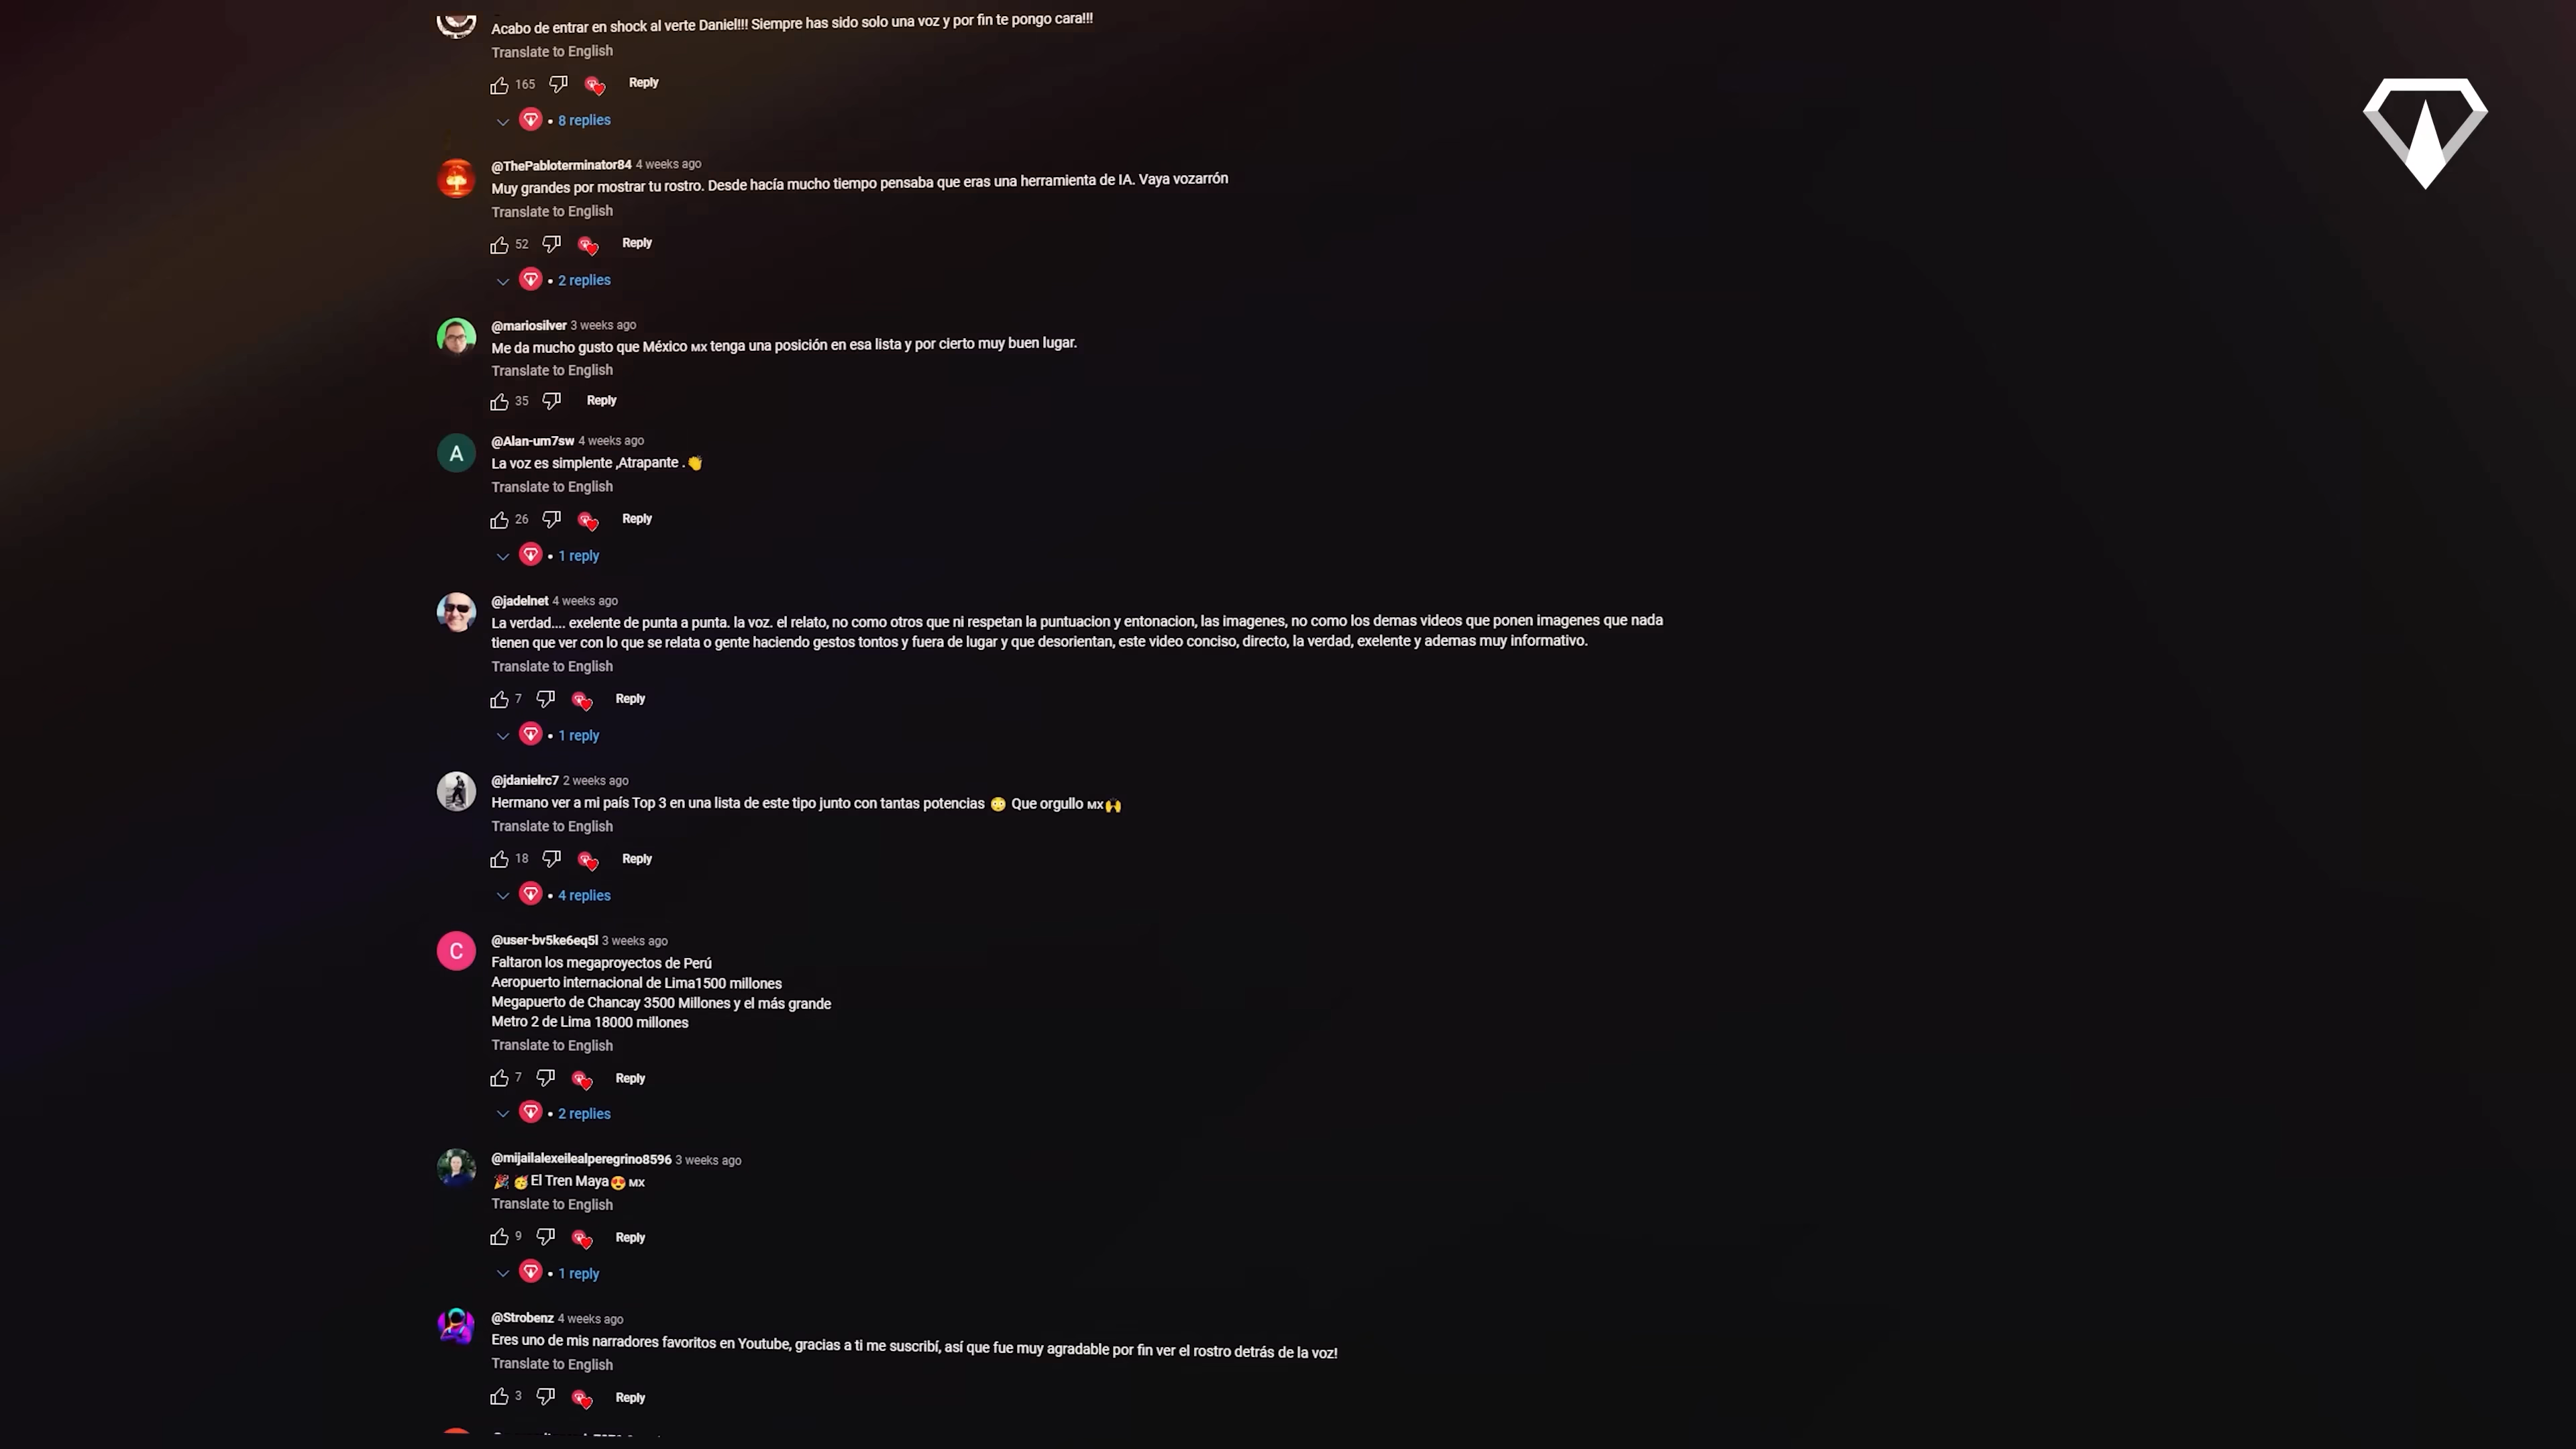 Acabo de entrar en shock al verte Daniel!!! Siempre has sido solo una voz y por fin te pongo cara!!!
Translate to English
165 Reply
8 replies
@ThePabloterminator84 4 weeks ago
Muy grandes por mostrar tu rostro. Desde hacía mucho tiempo pensaba que eras una herramienta de IA. Vaya vozarrón
Translate to English
52 Reply
2 replies
@mariosilver 3 weeks ago
Me da mucho gusto que México MX tenga una posición en esa lista y por cierto muy buen lugar.
Translate to English
35 Reply
A
@Alan-um7sw 4 weeks ago
La voz es simplente ,Atrapante .👏
Translate to English
26 Reply
1 reply
@jadelnet 4 weeks ago
La verdad.... exelente de punta a punta. la voz. el relato, no como otros que ni respetan la puntuacion y entonacion, las imagenes, no como los demas videos que ponen imagenes que nada
tienen que ver con lo que se relata o gente haciendo gestos tontos y fuera de lugar y que desorientan, este video conciso, directo, la verdad, exelente y ademas muy informativo.
Translate to English
7 Reply
1 reply
@jdanielrc7 2 weeks ago
Hermano ver a mi país Top 3 en una lista de este tipo junto con tantas potencias 😳 Que orgullo MX🙌
Translate to English
18 Reply
4 replies
C
@user-bv5ke6eq5l 3 weeks ago
Faltaron los megaproyectos de Perú
Aeropuerto internacional de Lima1500 millones
Megapuerto de Chancay 3500 Millones y el más grande
Metro 2 de Lima 18000 millones
Translate to English
7 Reply
2 replies
@mijailalexeilealperegrino8596 3 weeks ago
🎉 🥳El Tren Maya😍 MX
Translate to English
9 Reply
1 reply
@Strobenz 4 weeks ago
Eres uno de mis narradores favoritos en Youtube, gracias a ti me suscribí, así que fue muy agradable por fin ver el rostro detrás de la voz!
Translate to English
3 Reply